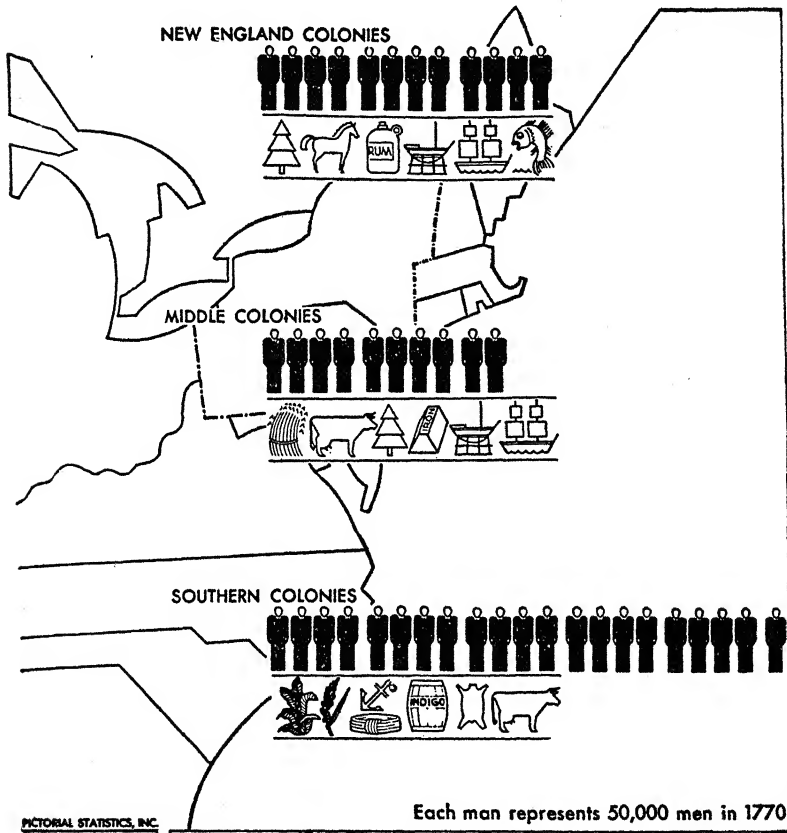 NEW ENGLAND COLONIES
RUM
MIDDLE COLONIES
IRON
SOUTHERN COLONIES
INDIGO
PICTORIAL STATISTICS, INC.
Each man represents 50,000 men in 1770